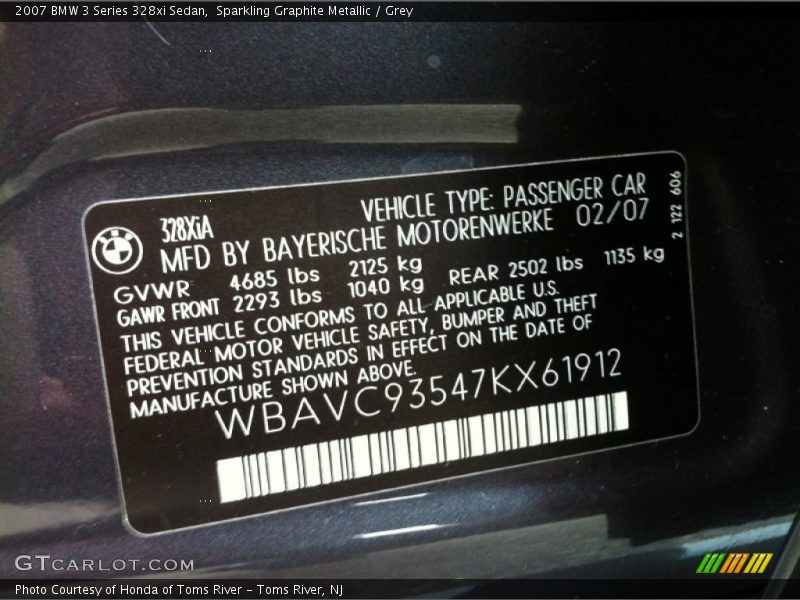 2007 BMW 3 Series 328xi Sedan, Sparkling Graphite Metallic / Grey
328XiA
VEHICLE TYPE: PASSENGER CAR
MFD BY BAYERISCHE MOTORENWERKE 02/07
GVWR 4685 lbs 2125 kg
GAWR FRONT 2293 lbs 1040 kg REAR 2502 lbs 1135 kg
THIS VEHICLE CONFORMS TO ALL APPLICABLE U.S.
FEDERAL MOTOR VEHICLE SAFETY, BUMPER AND THEFT
PREVENTION STANDARDS IN EFFECT ON THE DATE OF
MANUFACTURE SHOWN ABOVE.
WBAVC93547KX61912
2 122 606
BMW
GTCARLOT.COM
Photo Courtesy of Honda of Toms River - Toms River, NJ